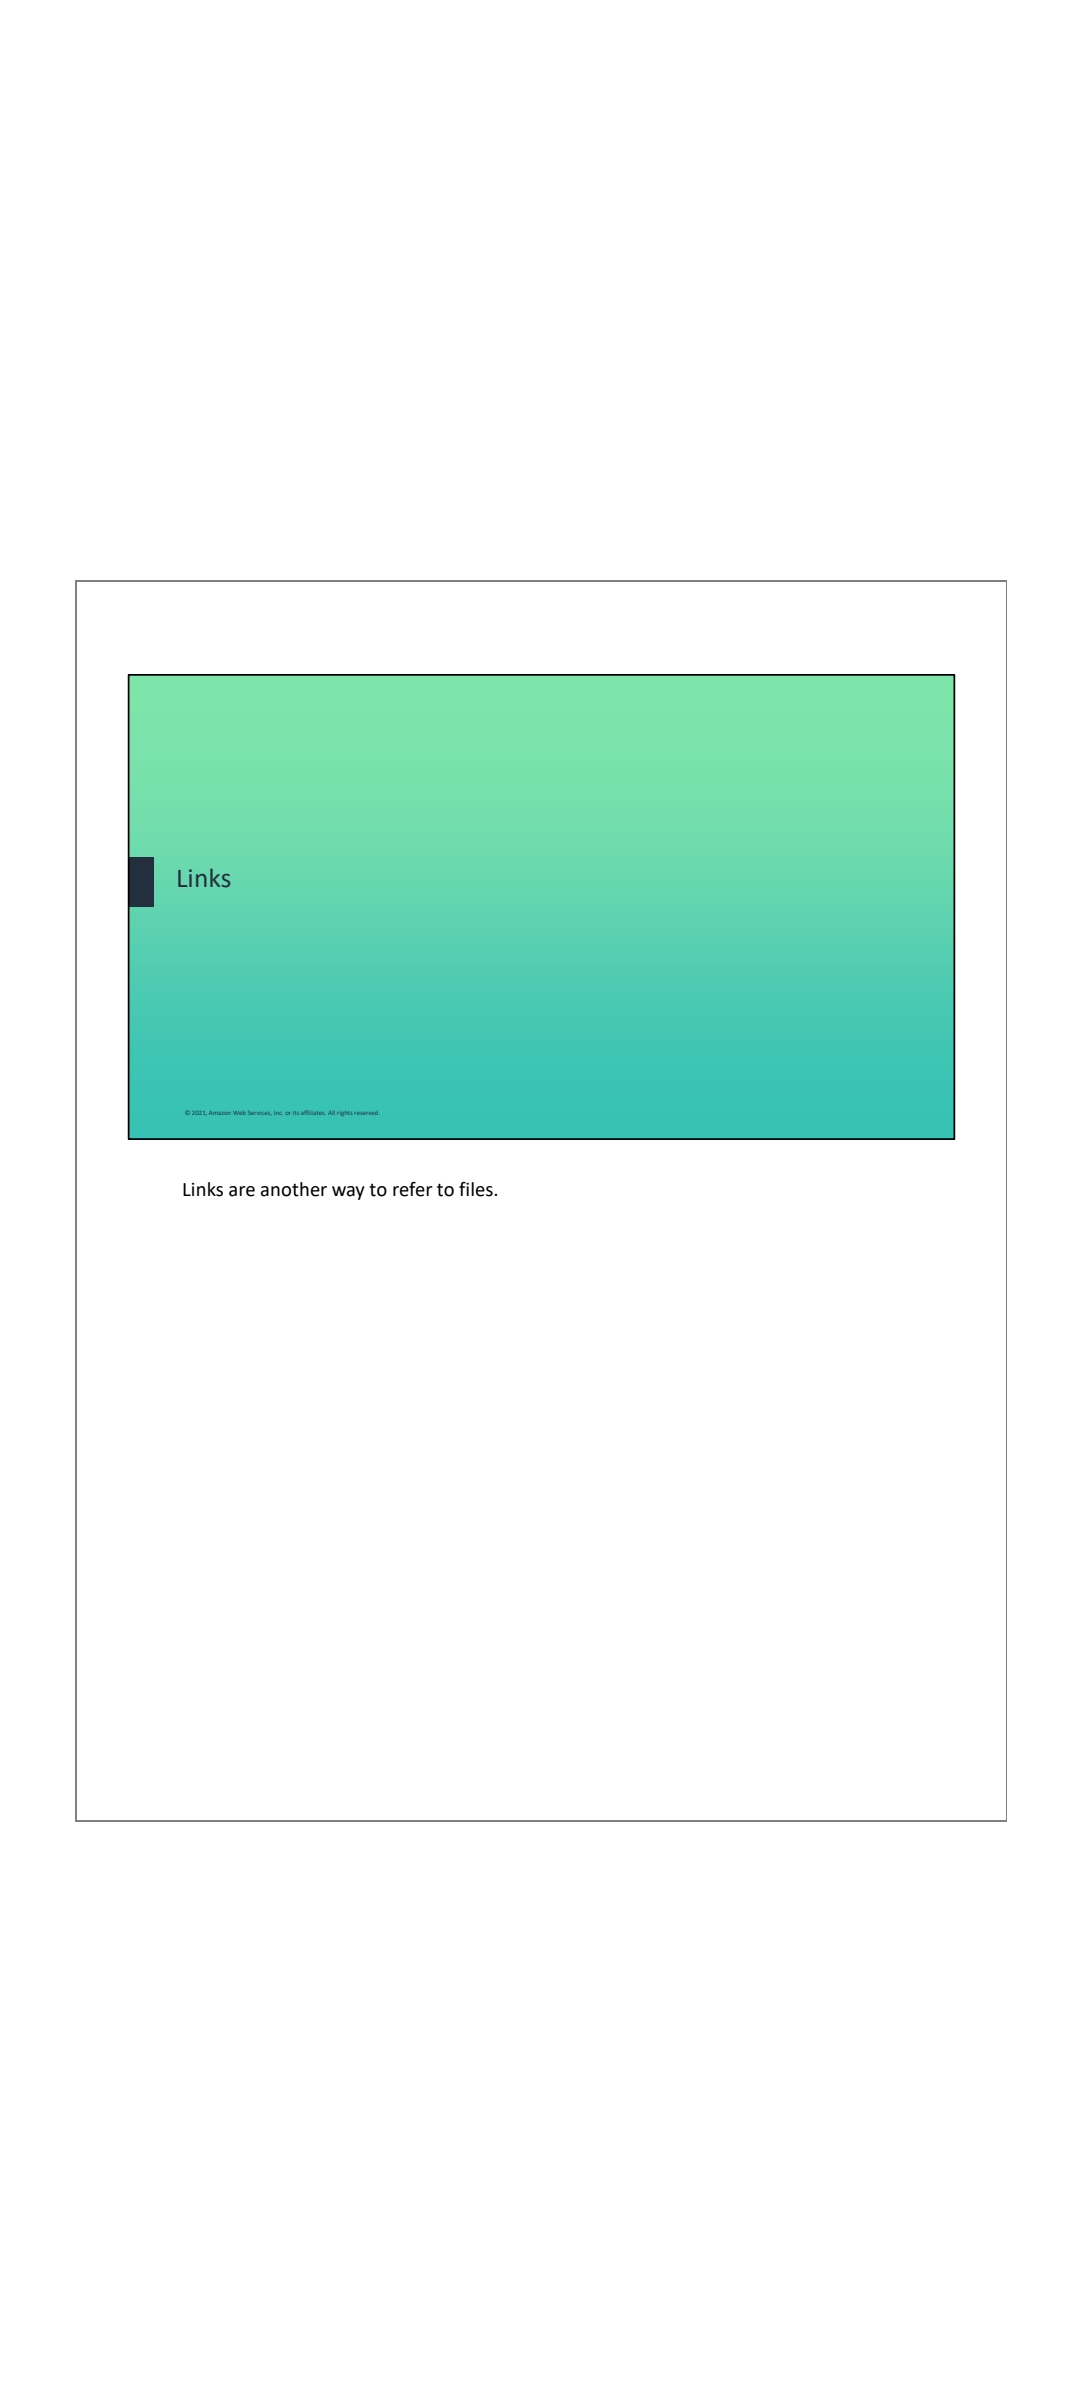 Links
© 2021, Amazon Web Services, Inc. or its affiliates. All rights reserved.
Links are another way to refer to files.